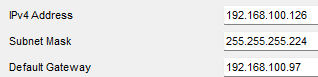 IPv4 Address 192.168.100.126
Subnet Mask 255.255.255.224
Default Gateway 192.168.100.97